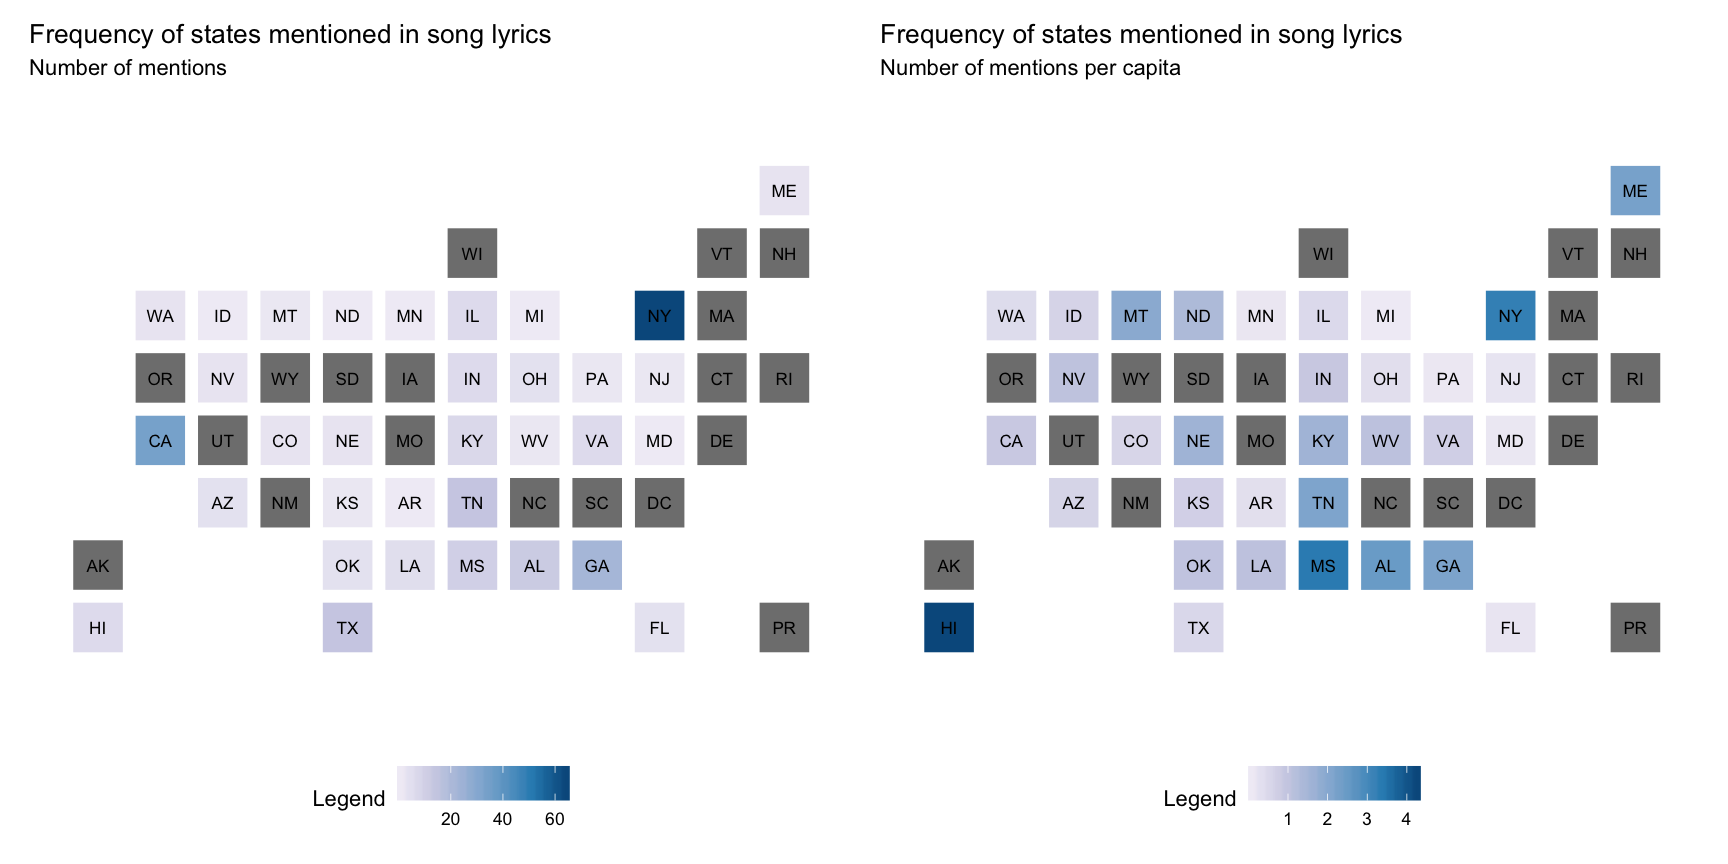 Frequency of states mentioned in song lyrics
Number of mentions
ME
WI VT NH
WA ID MT ND MN IL MI NY MA
OR NV WY SD IA IN OH PA NJ CT RI
CA UT CO NE MO KY WV VA MD DE
AZ NM KS AR TN NC SC DC
AK OK LA MS AL GA
HI TX FL PR
Legend
20 40 60
Frequency of states mentioned in song lyrics
Number of mentions per capita
ME
WI VT NH
WA ID MT ND MN IL MI NY MA
OR NV WY SD IA IN OH PA NJ CT RI
CA UT CO NE MO KY WV VA MD DE
AZ NM KS AR TN NC SC DC
AK OK LA MS AL GA
HI TX FL PR
Legend
1 2 3 4